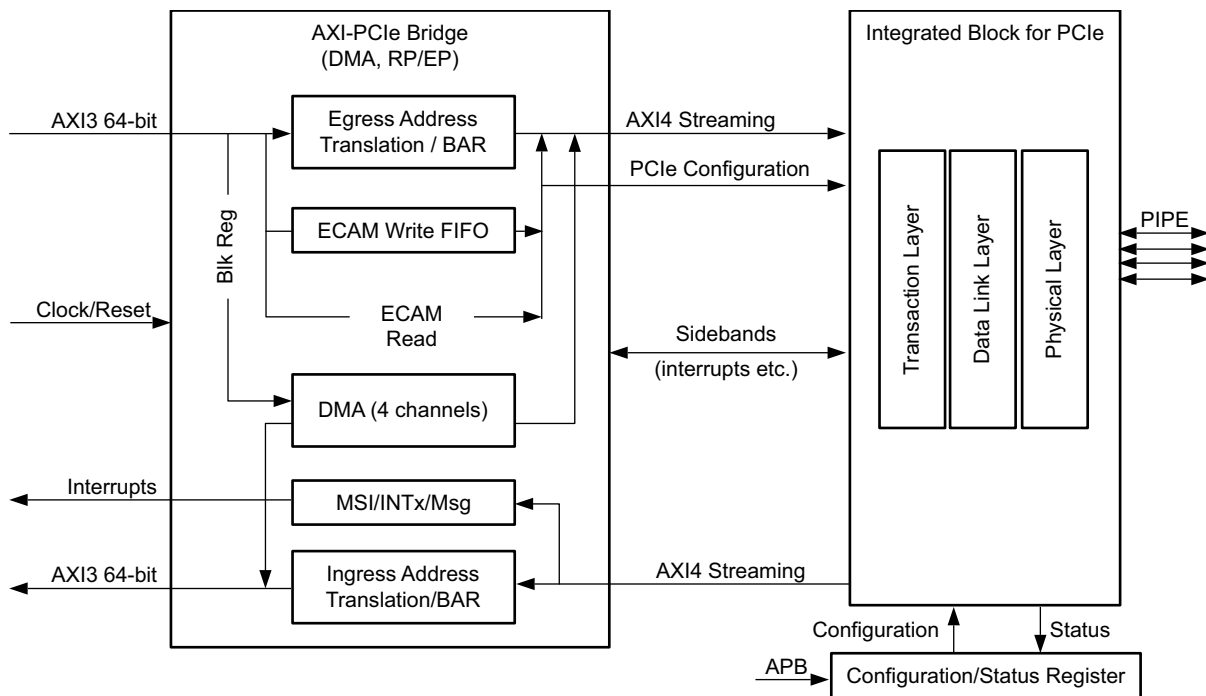 AXI-PCIe Bridge
(DMA, RP/EP)
Integrated Block for PCIe
AXI3 64-bit
Egress Address
Translation / BAR
AXI4 Streaming
PCIe Configuration
Blk Reg
ECAM Write FIFO
Transaction Layer
Data Link Layer
Physical Layer
PIPE
Clock/Reset
ECAM
Read
Sidebands
(interrupts etc.)
DMA (4 channels)
Interrupts
MSI/INTx/Msg
AXI3 64-bit
Ingress Address
Translation/BAR
AXI4 Streaming
Configuration
Status
APB
Configuration/Status Register